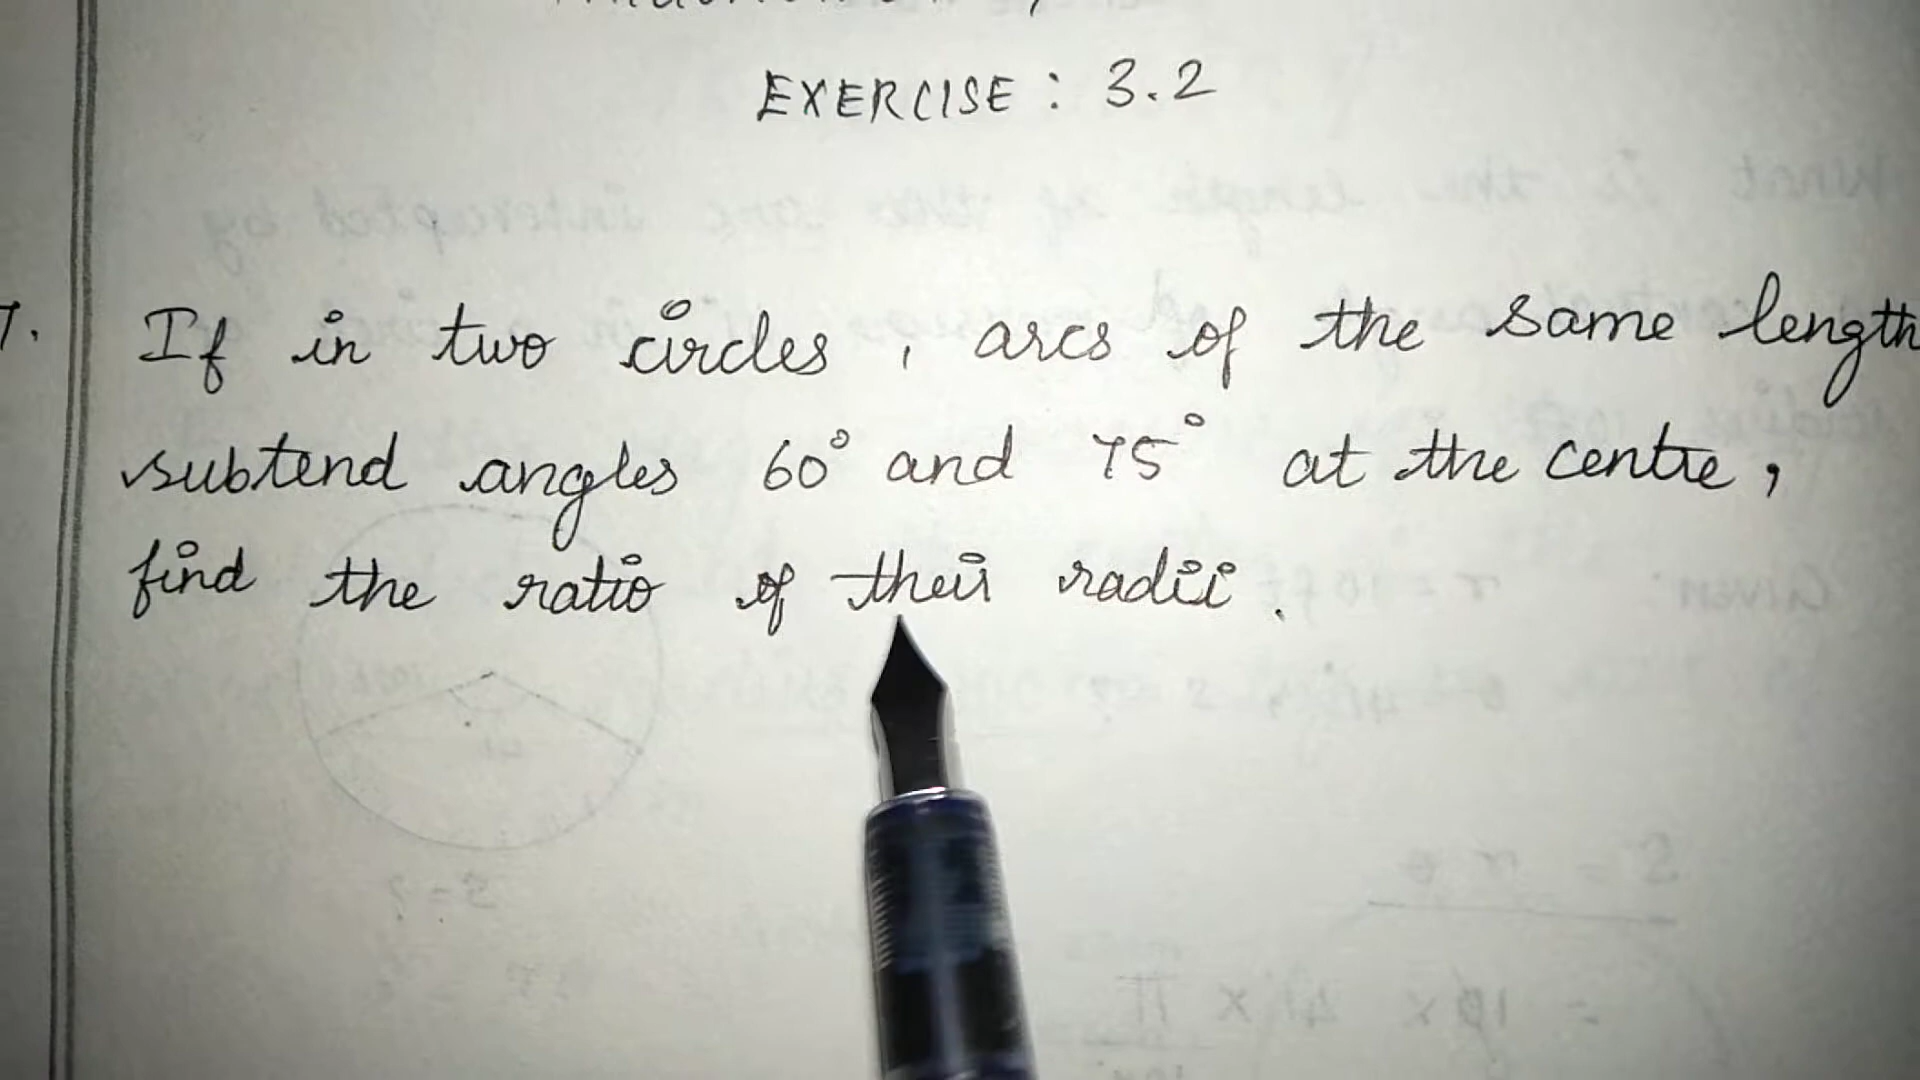 EXERCISE : 3.2
7. If in two circles, arcs of the same length
subtend angles 60° and 75° at the centre,
find the ratio of their radii.